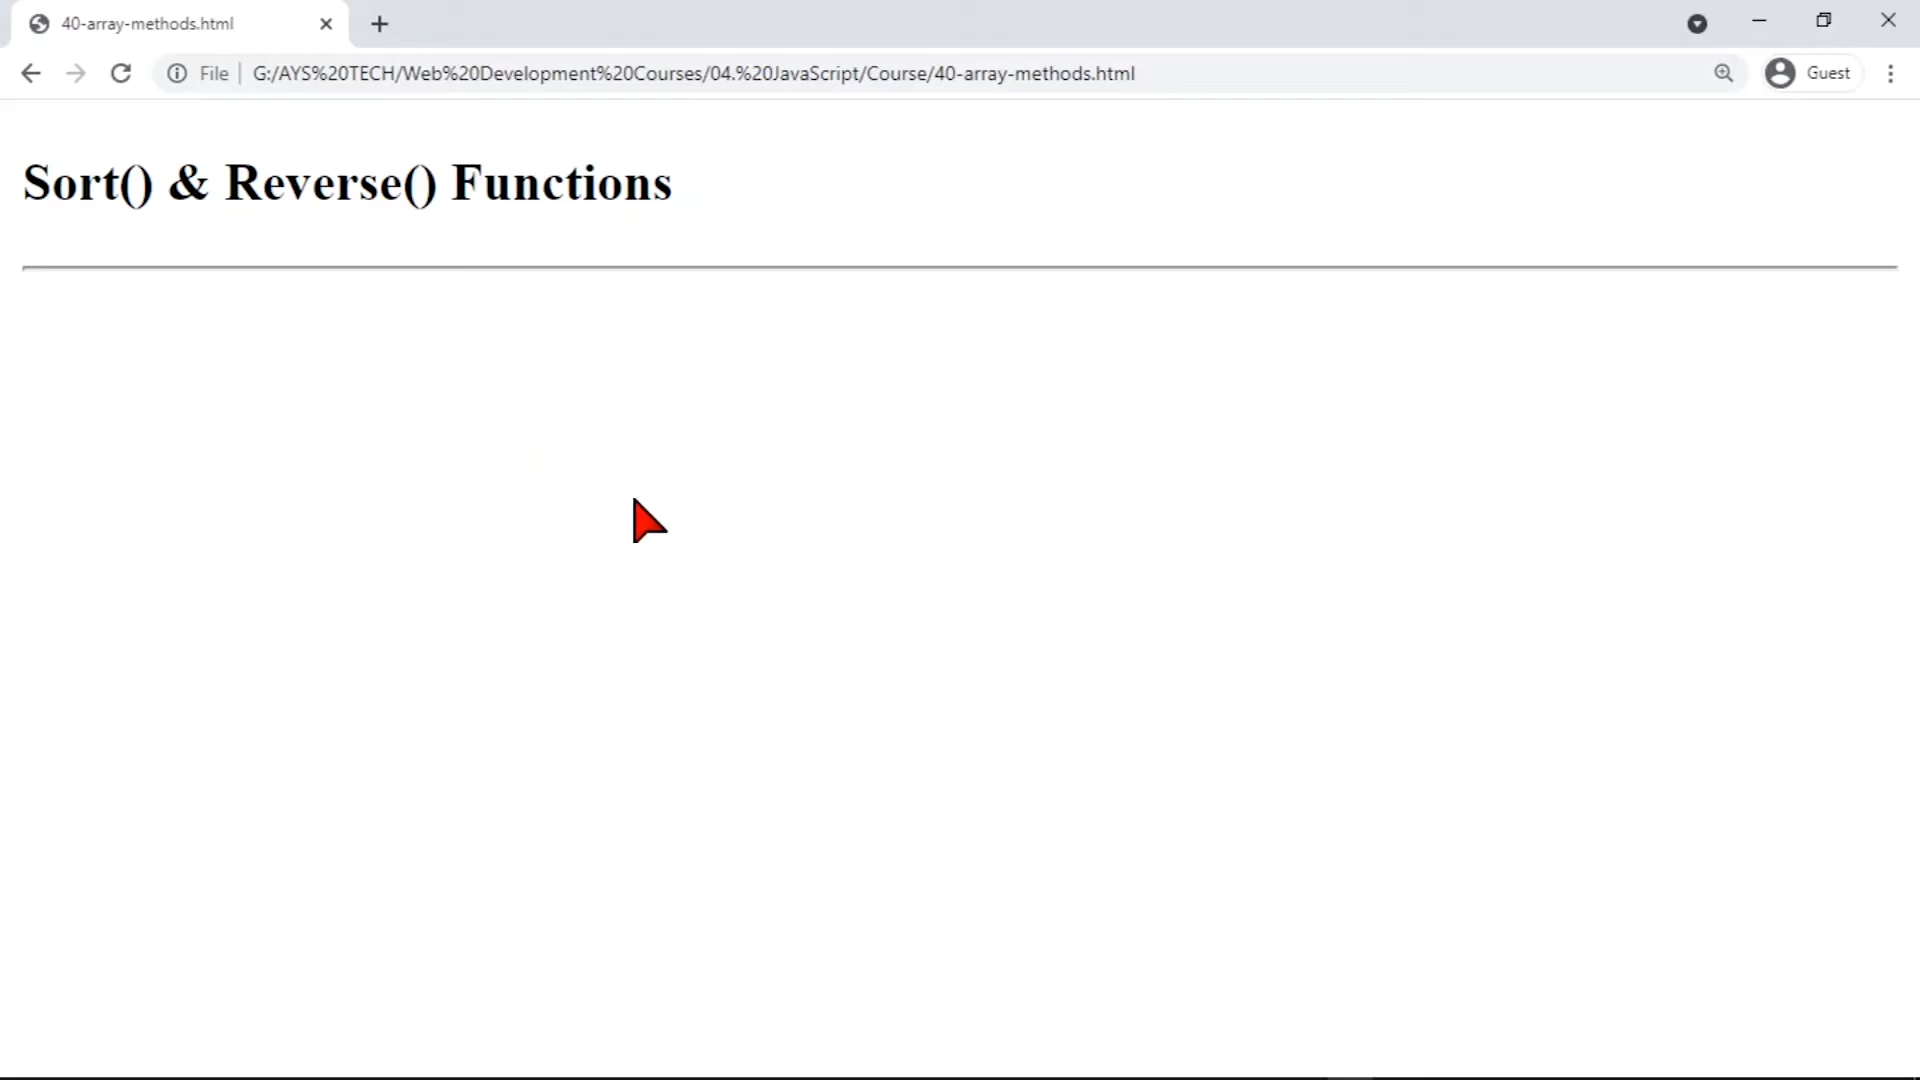 40-array-methods.html
File
G:/AYS%20TECH/Web%20Development%20Courses/04.%20JavaScript/Course/40-array-methods.html
Guest
Sort() & Reverse() Functions